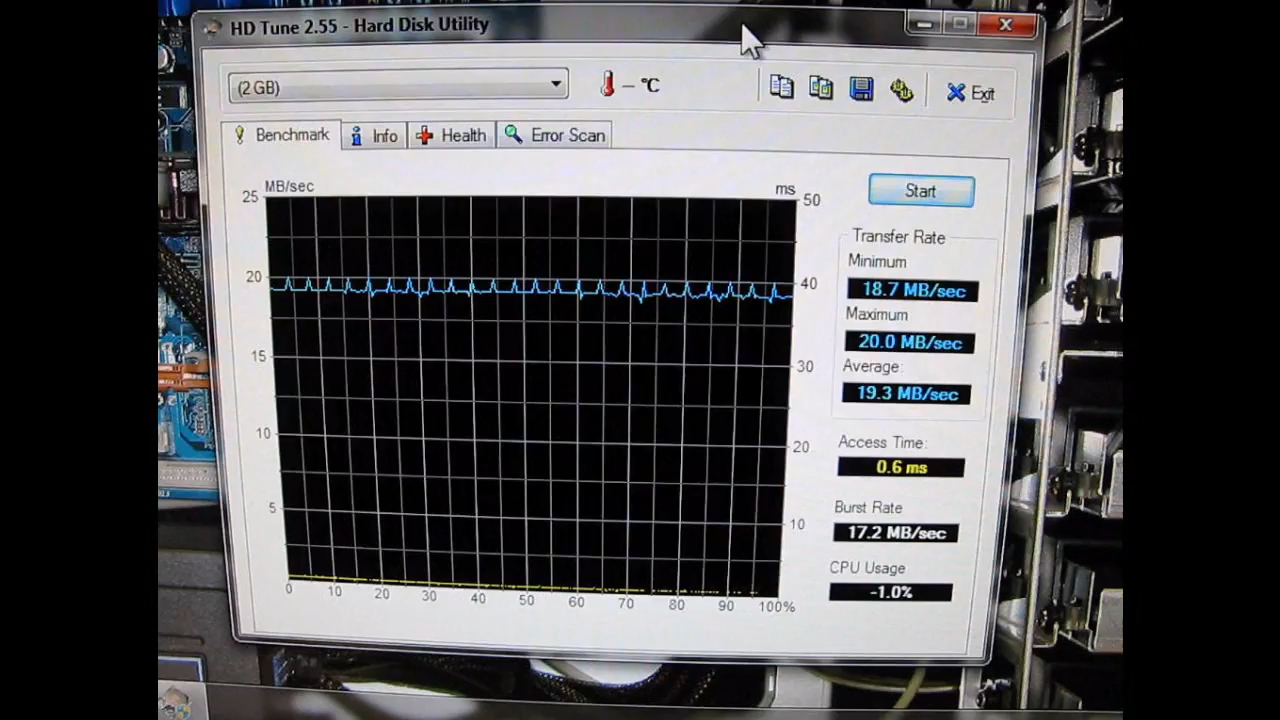 HD Tune 2.55 - Hard Disk Utility
(2 GB)
– °C
Exit
Benchmark
Info
Health
Error Scan
MB/sec
ms
25
20
15
10
5
50
40
30
20
10
0 10 20 30 40 50 60 70 80 90 100%
Start
Transfer Rate
Minimum
18.7 MB/sec
Maximum
20.0 MB/sec
Average:
19.3 MB/sec
Access Time:
0.6 ms
Burst Rate
17.2 MB/sec
CPU Usage
-1.0%